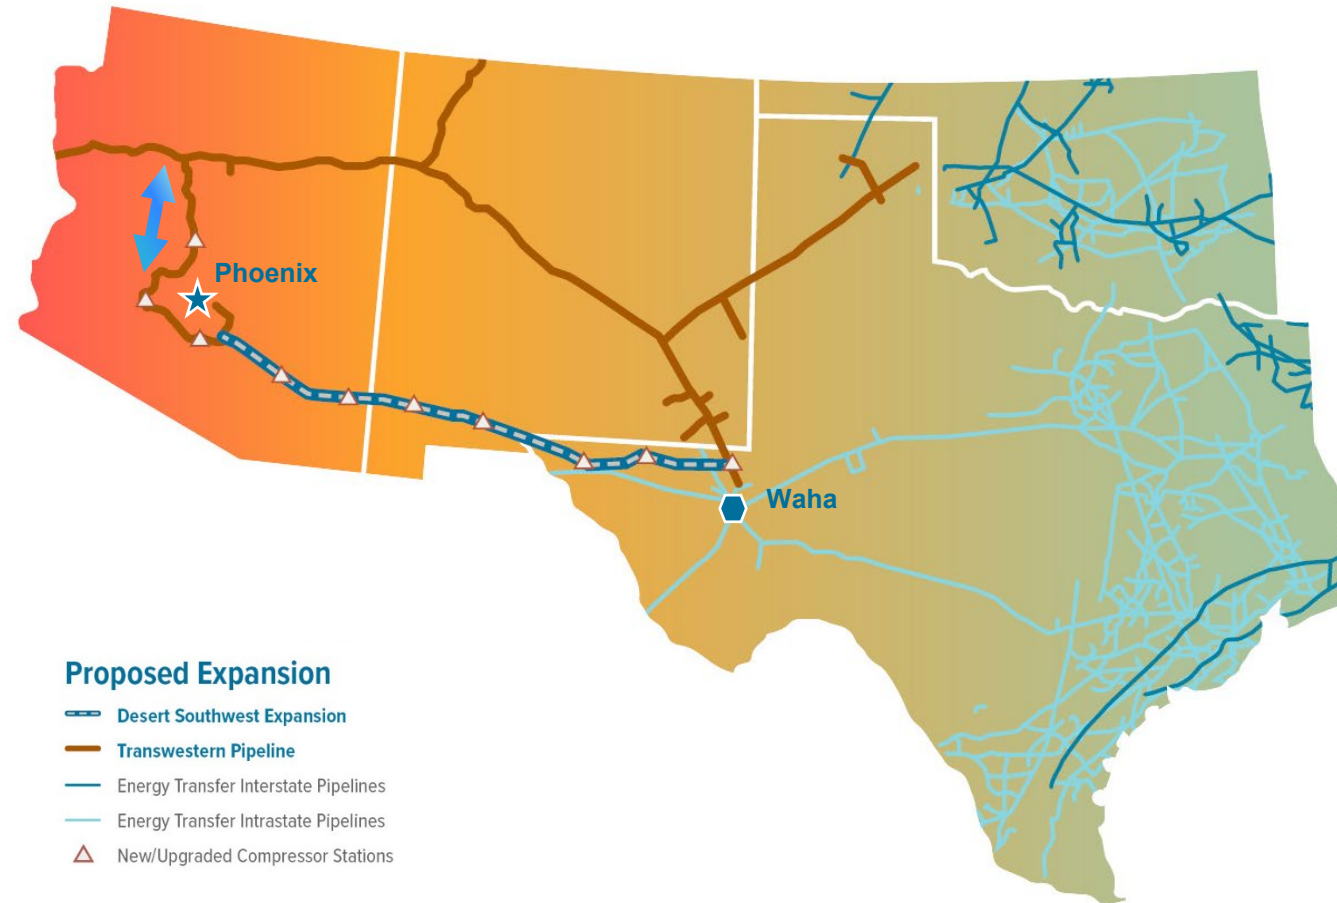 Phoenix
Waha
Proposed Expansion
Desert Southwest Expansion
Transwestern Pipeline
Energy Transfer Interstate Pipelines
Energy Transfer Intrastate Pipelines
New/Upgraded Compressor Stations